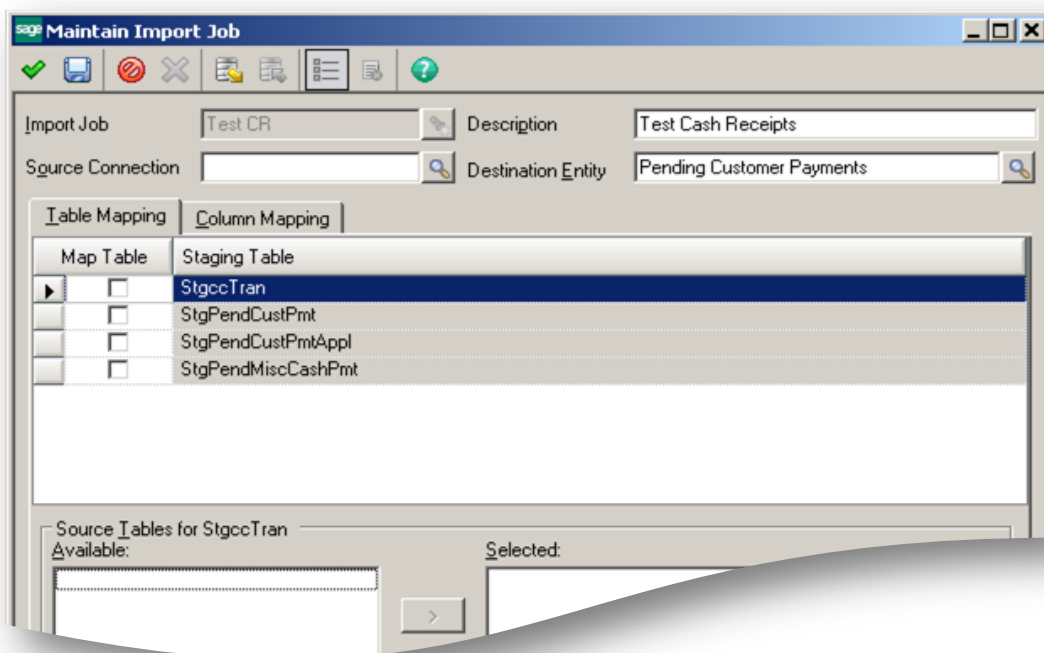 sage Maintain Import Job
Import Job Test CR Description Test Cash Receipts
Source Connection Destination Entity Pending Customer Payments
Table Mapping Column Mapping
Map Table Staging Table
StgccTran
StgPendCustPmt
StgPendCustPmtAppl
StgPendMiscCashPmt
Source Tables for StgccTran
Available: Selected:
>